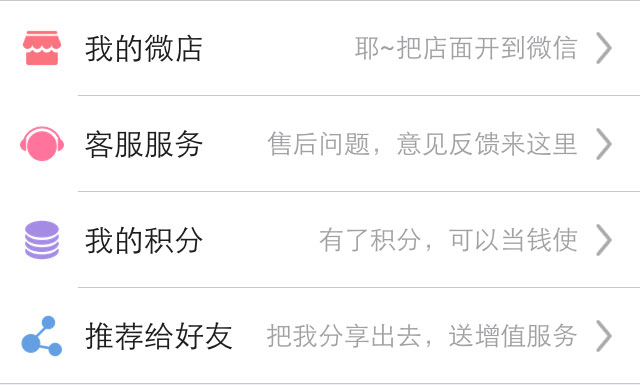 我的微店 耶~把店面开到微信
客服服务 售后问题，意见反馈来这里
我的积分 有了积分，可以当钱使
推荐给好友 把我分享出去，送增值服务